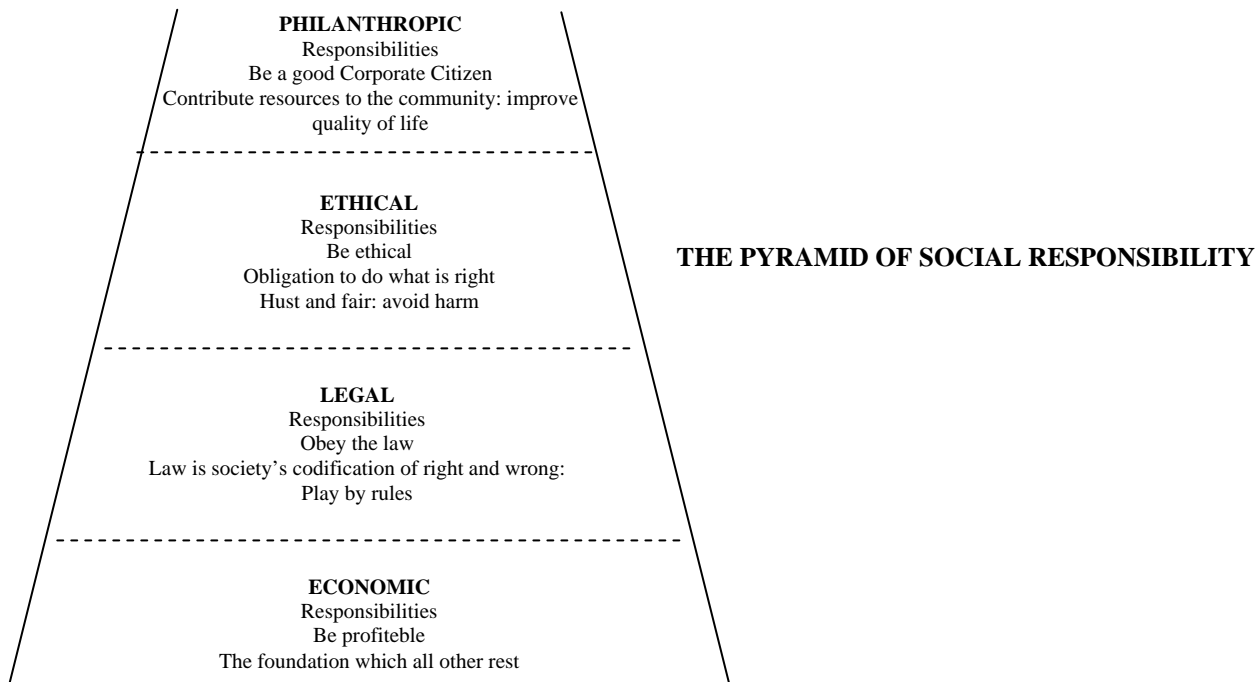 PHILANTHROPIC
Responsibilities
Be a good Corporate Citizen
Contribute resources to the community: improve
quality of life
ETHICAL
Responsibilities
Be ethical
Obligation to do what is right
Hust and fair: avoid harm
THE PYRAMID OF SOCIAL RESPONSIBILITY
LEGAL
Responsibilities
Obey the law
Law is society’s codification of right and wrong:
Play by rules
ECONOMIC
Responsibilities
Be profiteble
The foundation which all other rest